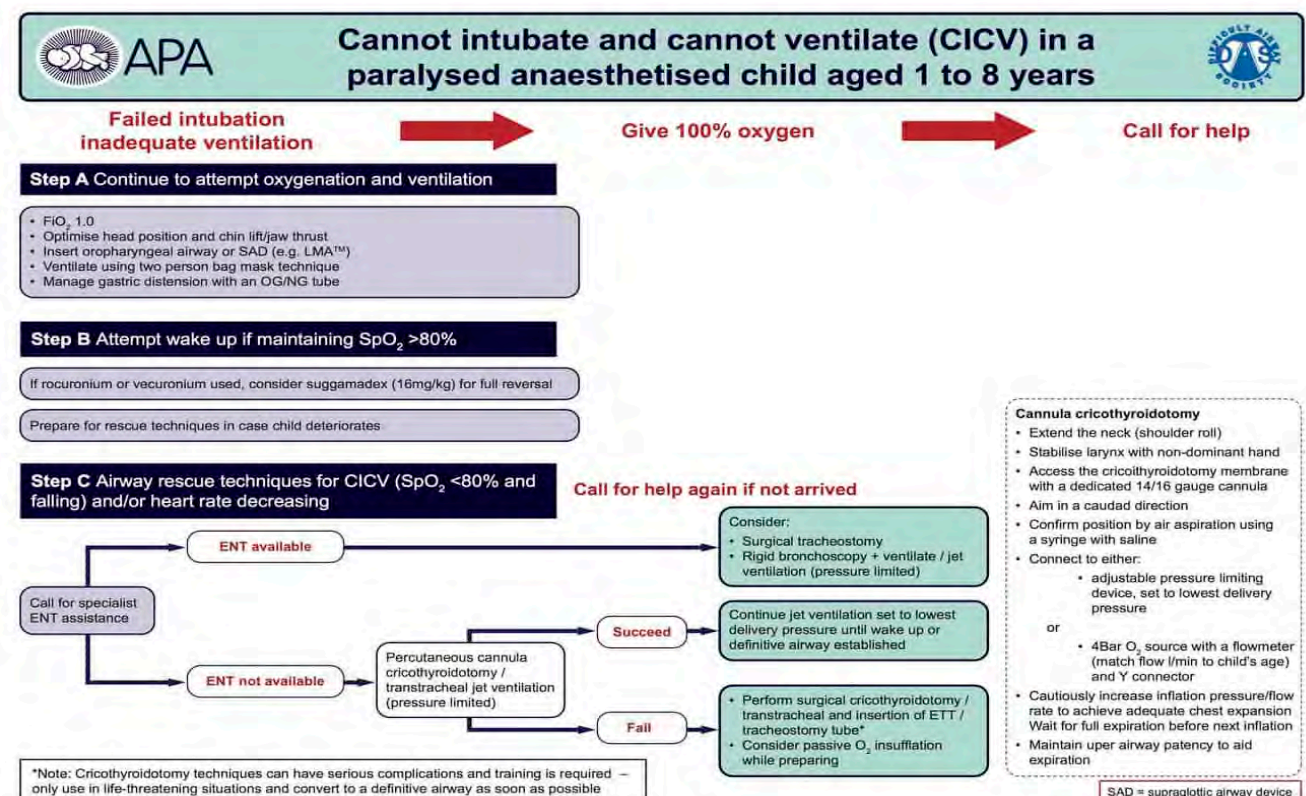 APA
Cannot intubate and cannot ventilate (CICV) in a
paralysed anaesthetised child aged 1 to 8 years
DIFFICULT AIRWAY
DAS
SOCIETY
Failed intubation
inadequate ventilation
Give 100% oxygen
Call for help
Step A Continue to attempt oxygenation and ventilation
• FiO₂ 1.0
• Optimise head position and chin lift/jaw thrust
• Insert oropharyngeal airway or SAD (e.g. LMA™)
• Ventilate using two person bag mask technique
• Manage gastric distension with an OG/NG tube
Step B Attempt wake up if maintaining SpO₂ >80%
If rocuronium or vecuronium used, consider suggamadex (16mg/kg) for full reversal
Prepare for rescue techniques in case child deteriorates
Step C Airway rescue techniques for CICV (SpO₂ <80% and
falling) and/or heart rate decreasing
Call for help again if not arrived
Call for specialist
ENT assistance
ENT available
Consider:
• Surgical tracheostomy
• Rigid bronchoscopy + ventilate / jet
ventilation (pressure limited)
ENT not available
Percutaneous cannula
cricothyroidotomy /
transtracheal jet ventilation
(pressure limited)
Succeed
Continue jet ventilation set to lowest
delivery pressure until wake up or
definitive airway established
Fail
• Perform surgical cricothyroidotomy /
transtracheal and insertion of ETT /
tracheostomy tube*
• Consider passive O₂ insufflation
while preparing
Cannula cricothyroidotomy
• Extend the neck (shoulder roll)
• Stabilise larynx with non-dominant hand
• Access the cricoithyroidotomy membrane
with a dedicated 14/16 gauge cannula
• Aim in a caudad direction
• Confirm position by air aspiration using
a syringe with saline
• Connect to either:
• adjustable pressure limiting
device, set to lowest delivery
pressure
or
• 4Bar O₂ source with a flowmeter
(match flow l/min to child's age)
and Y connector
• Cautiously increase inflation pressure/flow
rate to achieve adequate chest expansion
Wait for full expiration before next inflation
• Maintain uper airway patency to aid
expiration
*Note: Cricothyroidotomy techniques can have serious complications and training is required –
only use in life-threatening situations and convert to a definitive airway as soon as possible
SAD = supraglottic airway device